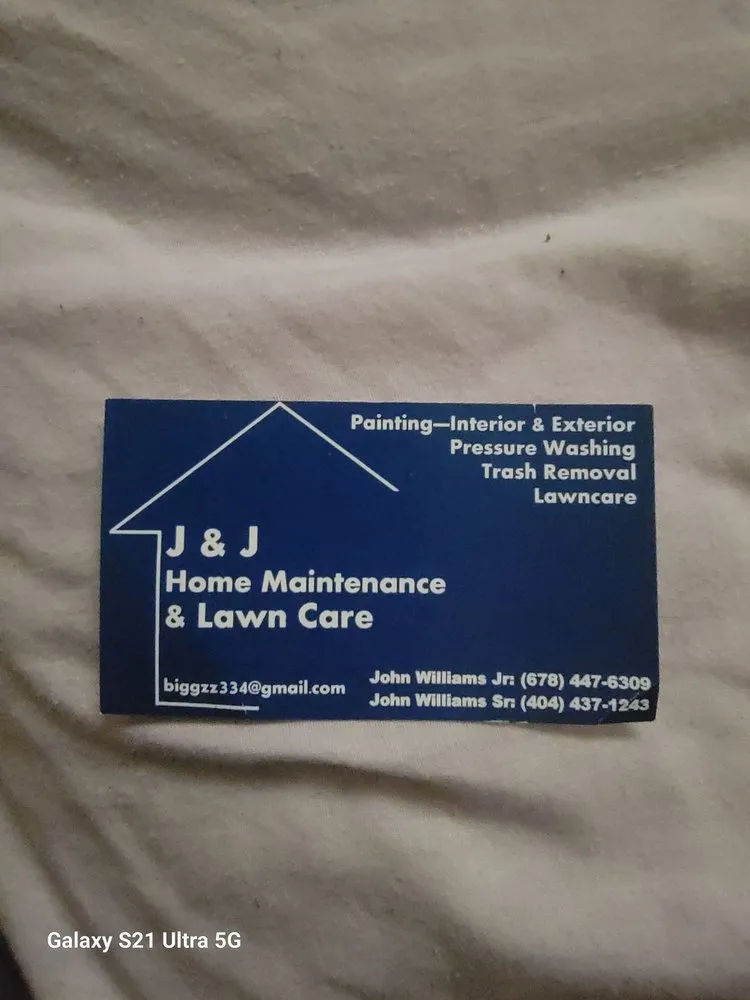 Painting—Interior & Exterior
Pressure Washing
Trash Removal
Lawncare
J & J
Home Maintenance
& Lawn Care
biggzz334@gmail.com
John Williams Jr: (678) 447-6309
John Williams Sr: (404) 437-1243
Galaxy S21 Ultra 5G